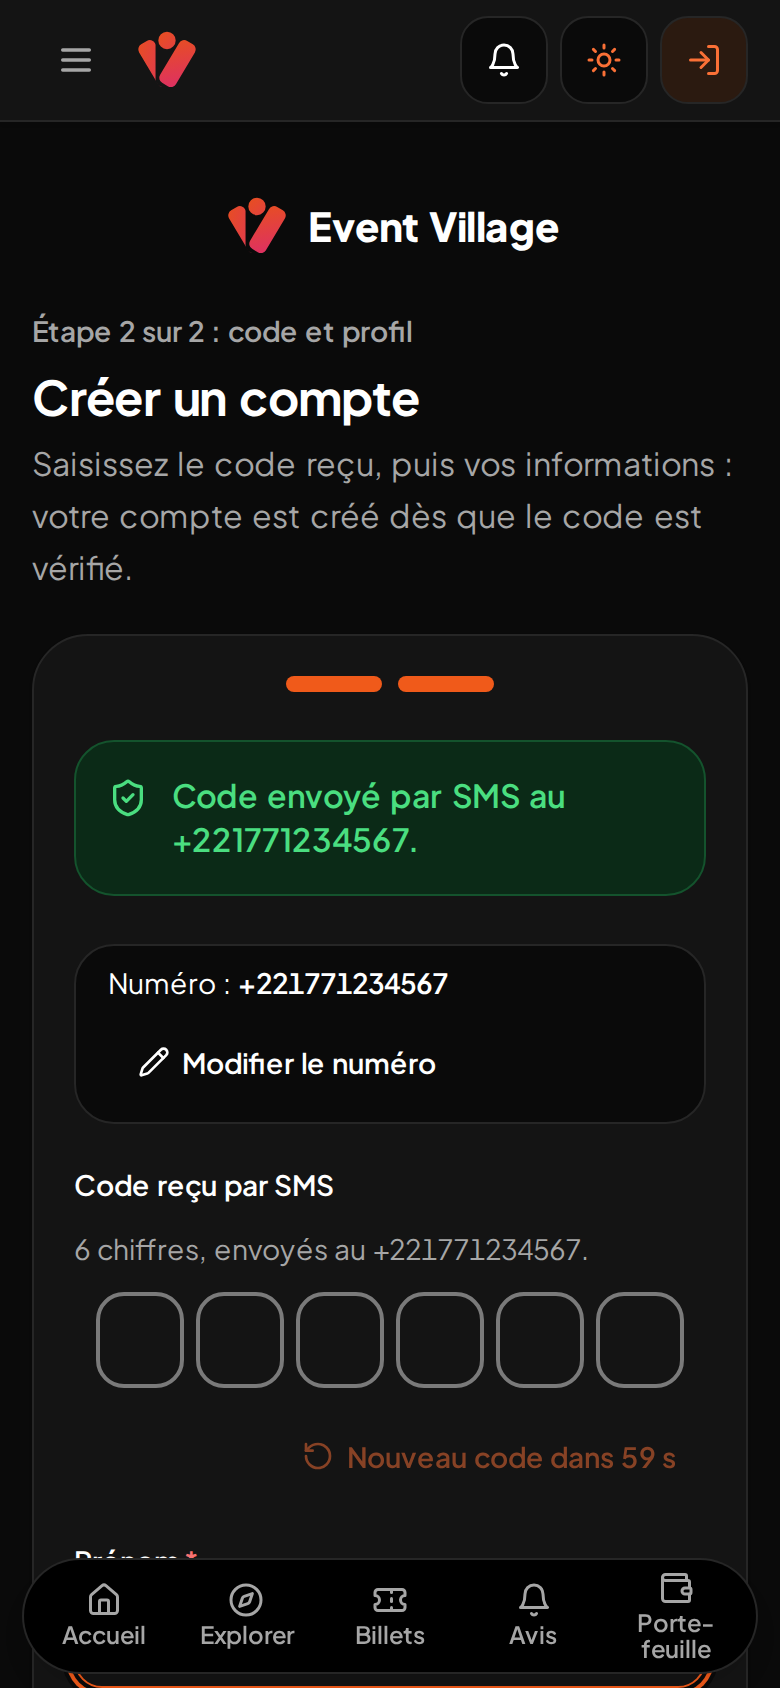 Event Village
Étape 2 sur 2 : code et profil
Créer un compte
Saisissez le code reçu, puis vos informations :
votre compte est créé dès que le code est
vérifié.
Code envoyé par SMS au
+221771234567.
Numéro : +221771234567
Modifier le numéro
Code reçu par SMS
6 chiffres, envoyés au +221771234567.
Nouveau code dans 59 s
Prénom *
Accueil
Explorer
Billets
Avis
Porte-
feuille